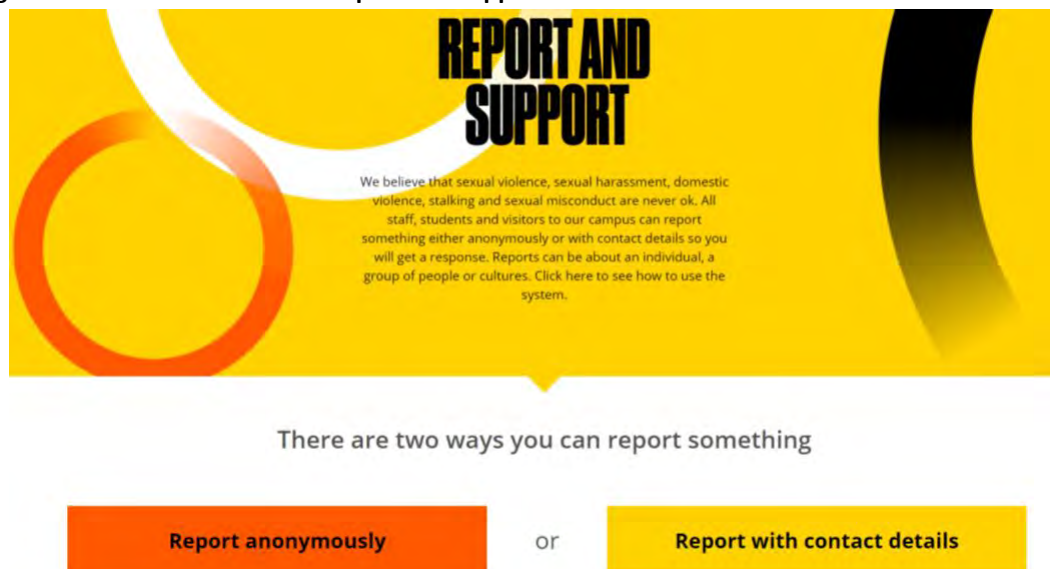 REPORT AND
SUPPORT
We believe that sexual violence, sexual harassment, domestic
violence, stalking and sexual misconduct are never ok. All
staff, students and visitors to our campus can report
something either anonymously or with contact details so you
will get a response. Reports can be about an individual, a
group of people or cultures. Click here to see how to use the
system.
There are two ways you can report something
Report anonymously or Report with contact details